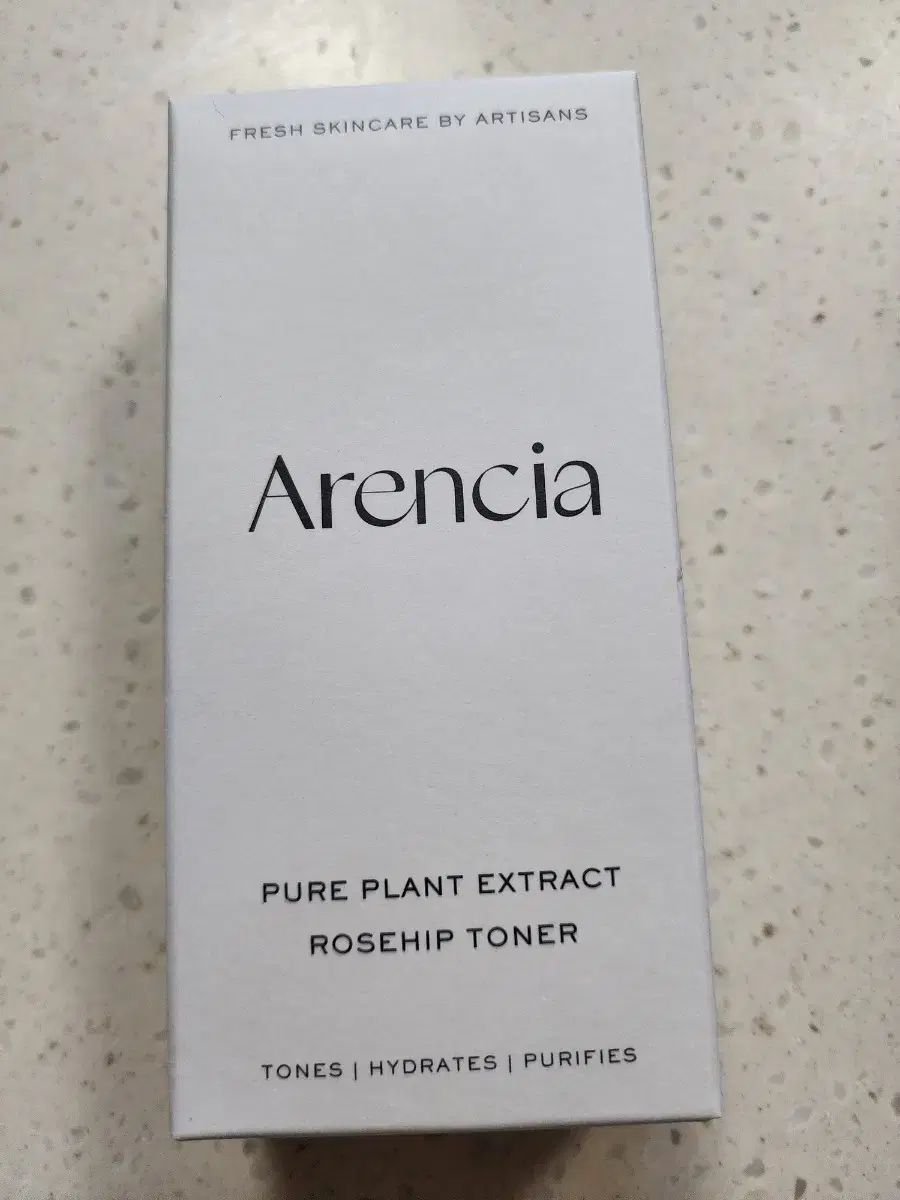 FRESH SKINCARE BY ARTISANS
Arencia
PURE PLANT EXTRACT
ROSEHIP TONER
TONES | HYDRATES | PURIFIES